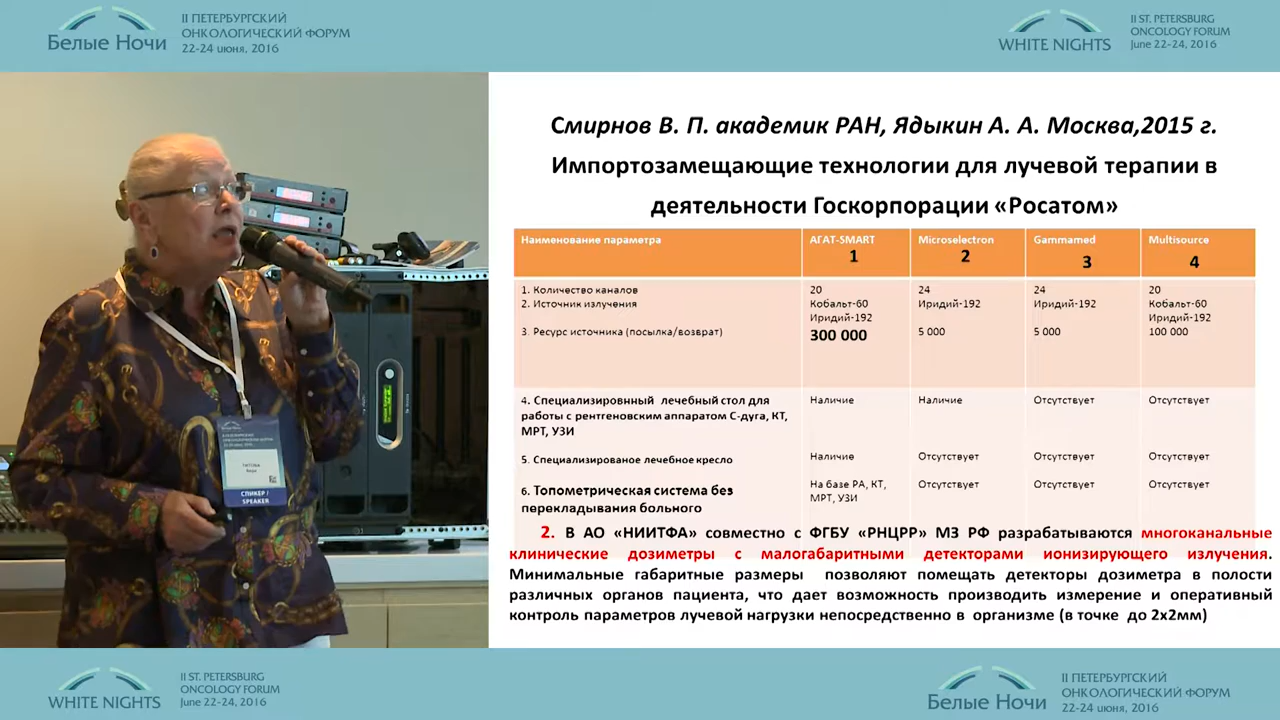 Белые Ночи
II ПЕТЕРБУРГСКИЙ
ОНКОЛОГИЧЕСКИЙ ФОРУМ
22-24 июня, 2016
WHITE NIGHTS
II ST. PETERSBURG
ONCOLOGY FORUM
June 22-24, 2016
Смирнов В. П. академик РАН, Ядыкин А. А. Москва,2015 г.
Импортозамещающие технологии для лучевой терапии в
деятельности Госкорпорации «Росатом»
Наименование параметра АГАТ-SMART Microselectron Gammamed Multisource
1 2 3 4
1. Количество каналов 20 24 24 20
2. Источник излучения Кобальт-60 Иридий-192 Иридий-192 Кобальт-60
Иридий-192 Иридий-192
3. Ресурс источника (посылка/возврат) 300 000 5 000 5 000 100 000
4. Специализировнный лечебный стол для Наличие Наличие Отсутствует Отсутствует
работы с рентгеновским аппаратом С-дуга, КТ,
МРТ, УЗИ
5. Специализированое лечебное кресло Наличие Отсутствует Отсутствует Отсутствует
6. Топометрическая система без На базе РА, КТ, Отсутствует Отсутствует Отсутствует
перекладывания больного МРТ, УЗИ
2. В АО «НИИТФА» совместно с ФГБУ «РНЦРР» МЗ РФ разрабатываются многоканальные
клинические дозиметры с малогабаритными детекторами ионизирующего излучения.
Минимальные габаритные размеры позволяют помещать детекторы дозиметра в полости
различных органов пациента, что дает возможность производить измерение и оперативный
контроль параметров лучевой нагрузки непосредственно в организме (в точке до 2х2мм)
СПИКЕР /
SPEAKER
WHITE NIGHTS
II ST. PETERSBURG
ONCOLOGY FORUM
June 22-24, 2016
Белые Ночи
II ПЕТЕРБУРГСКИЙ
ОНКОЛОГИЧЕСКИЙ ФОРУМ
22-24 июня, 2016